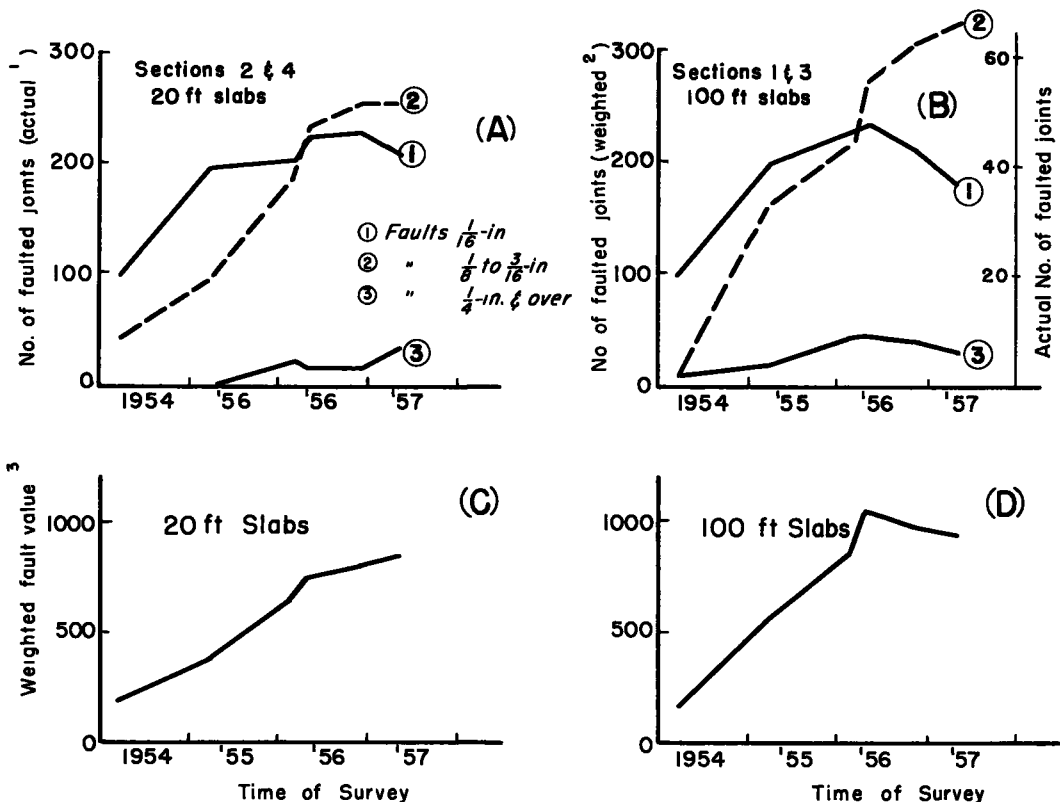 No. of faulted joints (actual ¹)
300
200
100
0
Sections 2 & 4
20 ft slabs
(A)
②
①
① Faults 1/16-in
② " 1/8 to 3/16-in
③ " 1/4-in. & over
③
1954 '56 '56 '57
No of faulted joints (weighted ²)
300
200
100
0
Sections 1 & 3
100 ft slabs
(B)
②
①
③
60
40
20
Actual No. of faulted joints
1954 '55 '56 '57
Weighted fault value ³
1000
500
0
20 ft Slabs
(C)
1954 '55 '56 '57
Time of Survey
1000
500
0
100 ft Slabs
(D)
1954 '55 '56 '57
Time of Survey